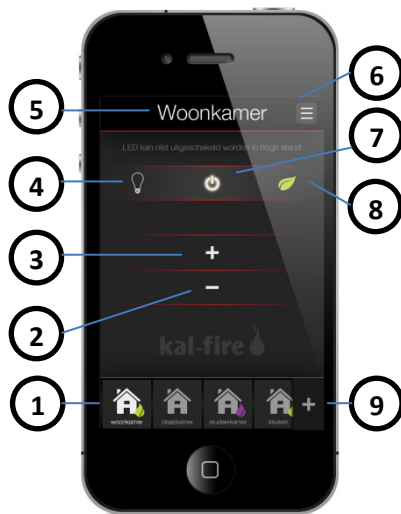 6
5
Woonkamer
7
LED kan niet uitgeschakeld worden in hoge stand
4
8
3
+
2
−
kal-fire
1
woonkamer
slaapkamer
studeerkamer
keuken
+
9